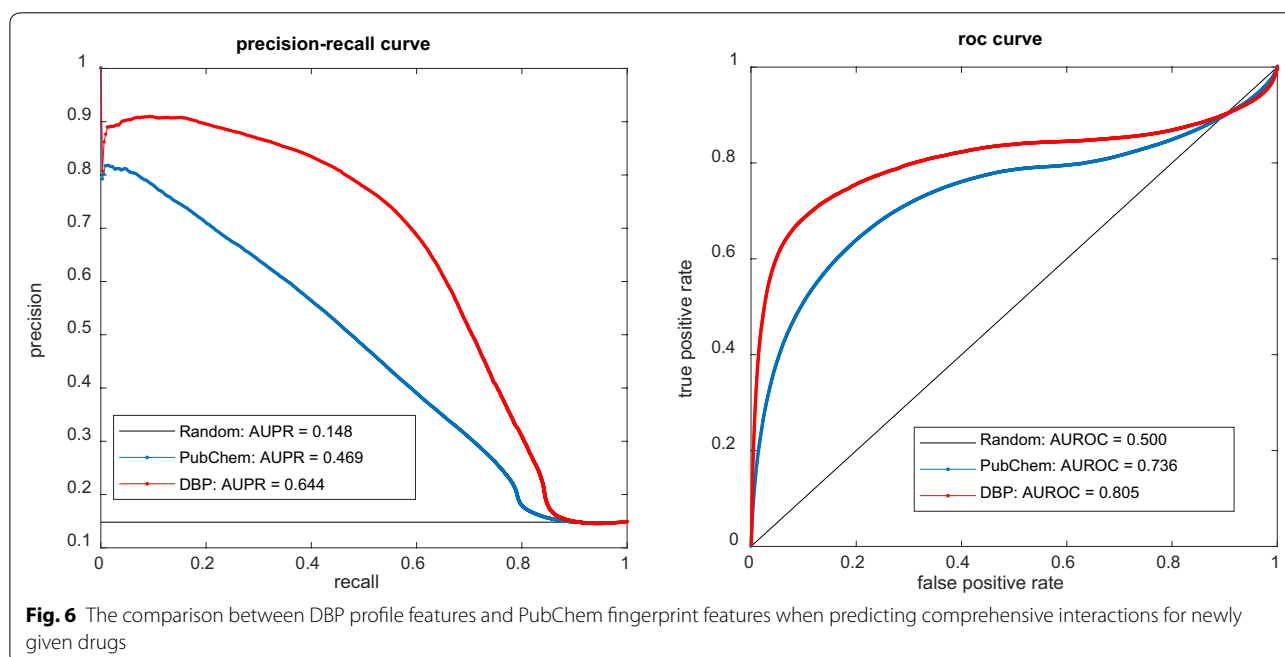 precision-recall curve
1
0.9
0.8
0.7
0.6
0.5
0.4
0.3
0.2
0.1
precision
Random: AUPR = 0.148
PubChem: AUPR = 0.469
DBP: AUPR = 0.644
0
0.2
0.4
0.6
0.8
1
recall
roc curve
1
0.8
0.6
0.4
0.2
0
true positive rate
Random: AUROC = 0.500
PubChem: AUROC = 0.736
DBP: AUROC = 0.805
0
0.2
0.4
0.6
0.8
1
false positive rate
Fig. 6 The comparison between DBP profile features and PubChem fingerprint features when predicting comprehensive interactions for newly
given drugs